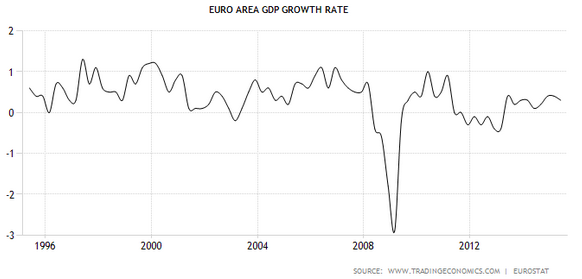 EURO AREA GDP GROWTH RATE
2
1
0
-1
-2
-3
1996 2000 2004 2008 2012
SOURCE: WWW.TRADINGECONOMICS.COM | EUROSTAT